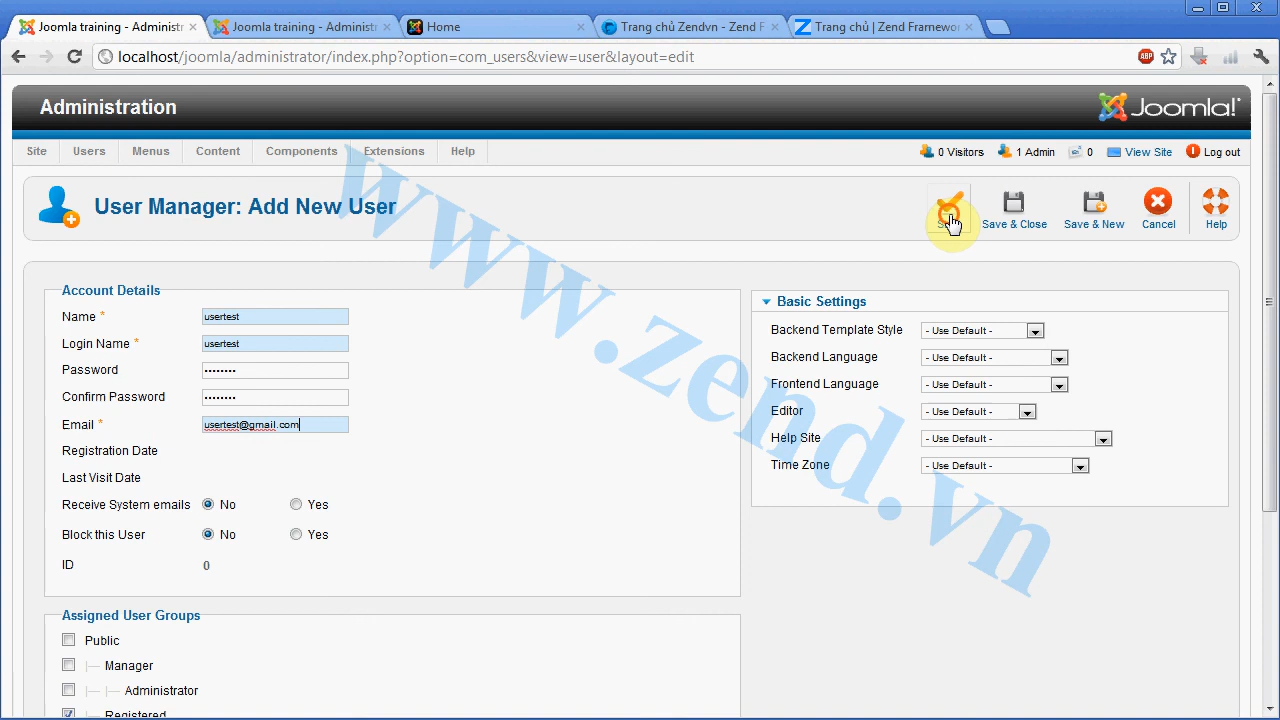 Joomla training - Administra
Joomla training - Administra
Home
Trang chủ Zendvn - Zend F
Trang chủ | Zend Framewor
localhost/joomla/administrator/index.php?option=com_users&view=user&layout=edit
ABP
Administration
Joomla!
Site
Users
Menus
Content
Components
Extensions
Help
0 Visitors
1 Admin
0
View Site
Log out
User Manager: Add New User
Save & Close
Save & New
Cancel
Help
www.zend.vn
Account Details
Name *
usertest
Login Name *
usertest
Password
••••••••
Confirm Password
••••••••
Email *
usertest@gmail.com
Registration Date
Last Visit Date
Receive System emails
No
Yes
Block this User
No
Yes
ID
0
Basic Settings
Backend Template Style
- Use Default -
Backend Language
- Use Default -
Frontend Language
- Use Default -
Editor
- Use Default -
Help Site
- Use Default -
Time Zone
- Use Default -
Assigned User Groups
Public
|— Manager
|— |— Administrator
|— Registered